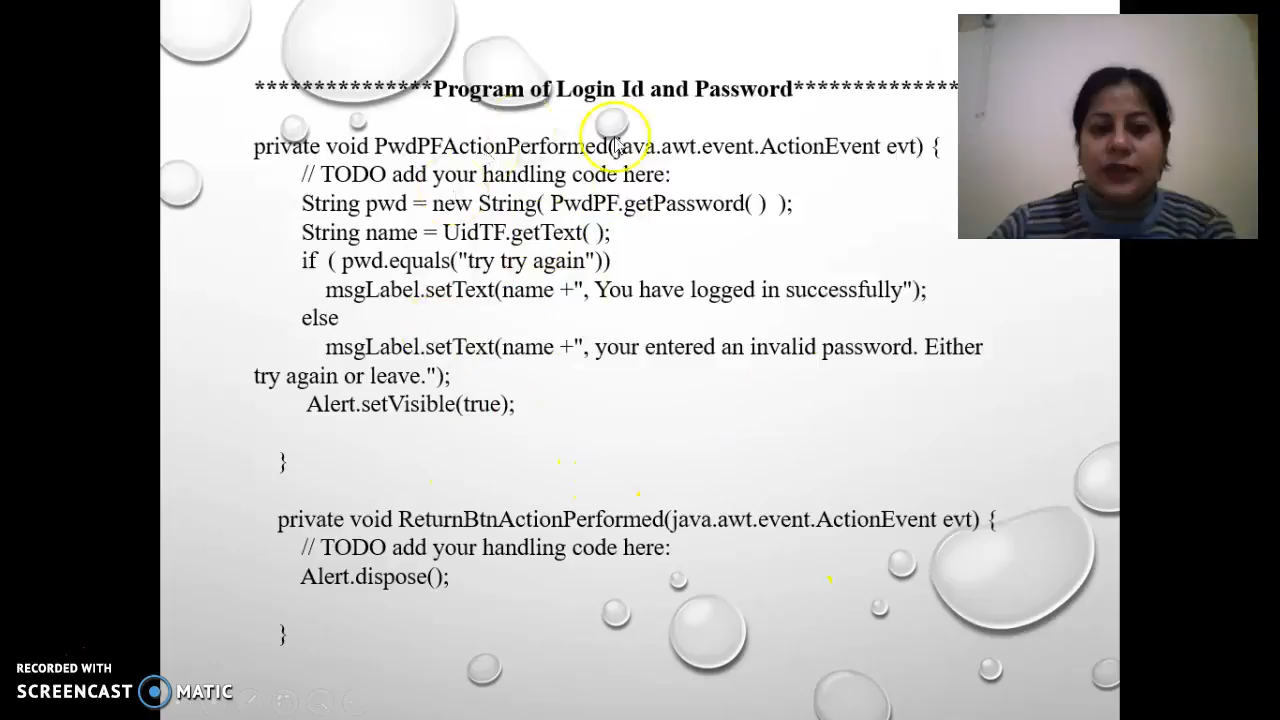 ***************Program of Login Id and Password**************
private void PwdPFActionPerformed(java.awt.event.ActionEvent evt) {
// TODO add your handling code here:
String pwd = new String( PwdPF.getPassword( ) );
String name = UidTF.getText( );
if ( pwd.equals("try try again"))
msgLabel.setText(name +", You have logged in successfully");
else
msgLabel.setText(name +", your entered an invalid password. Either
try again or leave.");
Alert.setVisible(true);
}
private void ReturnBtnActionPerformed(java.awt.event.ActionEvent evt) {
// TODO add your handling code here:
Alert.dispose();
}
RECORDED WITH
SCREENCAST MATIC